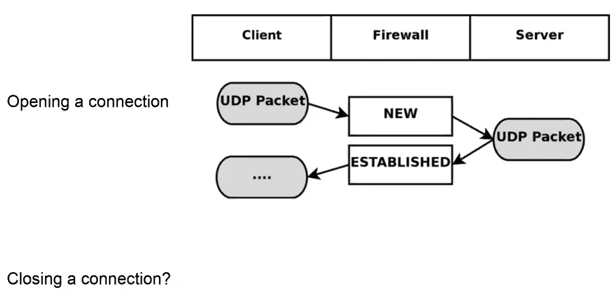 Client Firewall Server
Opening a connection
UDP Packet
NEW
UDP Packet
ESTABLISHED
....
Closing a connection?